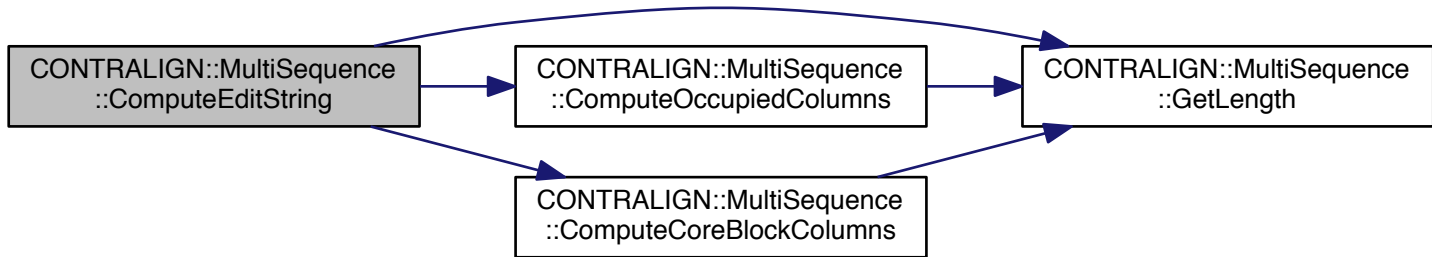 CONTRALIGN::MultiSequence
::ComputeEditString
CONTRALIGN::MultiSequence
::ComputeOccupiedColumns
CONTRALIGN::MultiSequence
::GetLength
CONTRALIGN::MultiSequence
::ComputeCoreBlockColumns